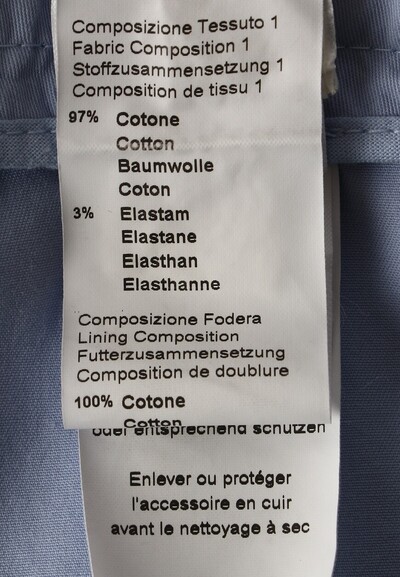 Composizione Tessuto 1
Fabric Composition 1
Stoffzusammensetzung 1
Composition de tissu 1
97% Cotone
Cotton
Baumwolle
Coton
3% Elastam
Elastane
Elasthan
Elasthanne
Composizione Fodera
Lining Composition
Futterzusammensetzung
Composition de doublure
100% Cotone
Cotton
oder entsprechend schützen
Enlever ou protéger
l'accessoire en cuir
avant le nettoyage à sec